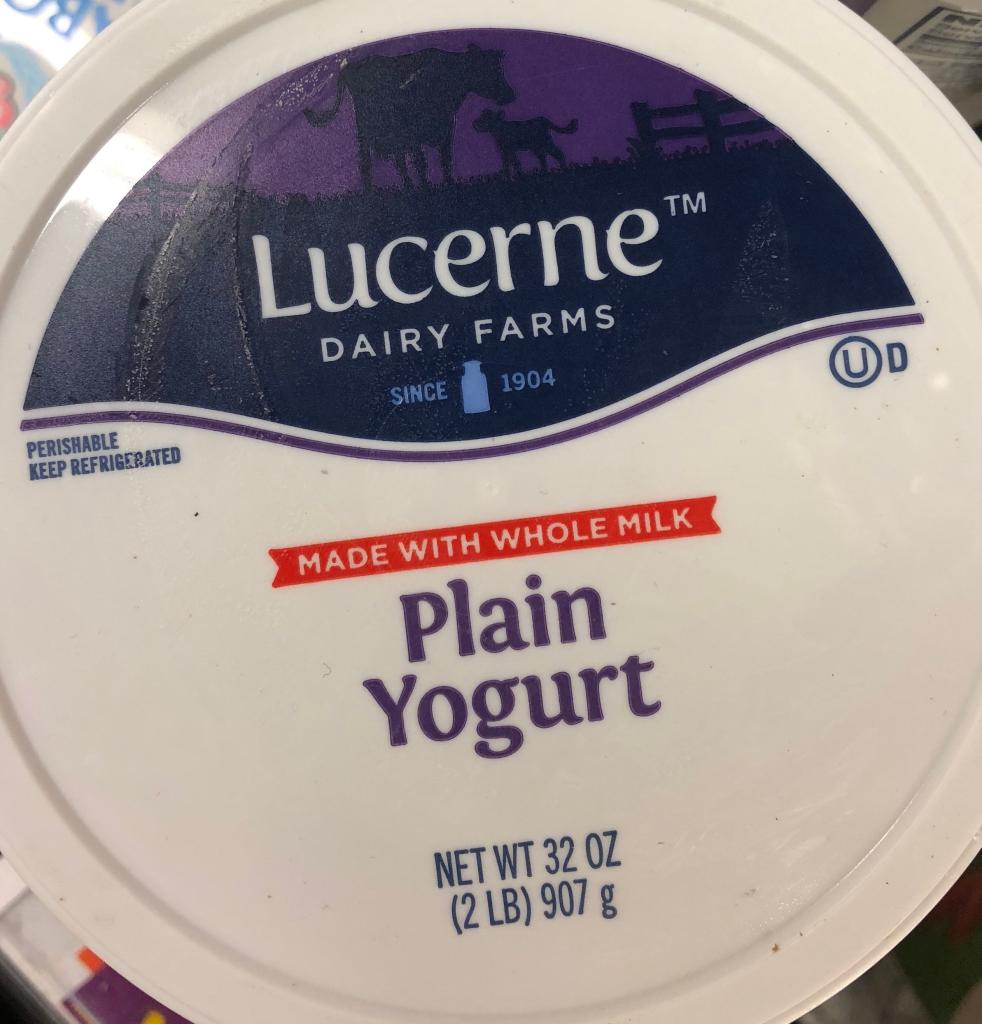 Lucerne™
DAIRY FARMS
SINCE 1904
Ⓤ D
PERISHABLE
KEEP REFRIGERATED
MADE WITH WHOLE MILK
Plain
Yogurt
NET WT 32 OZ
(2 LB) 907 g